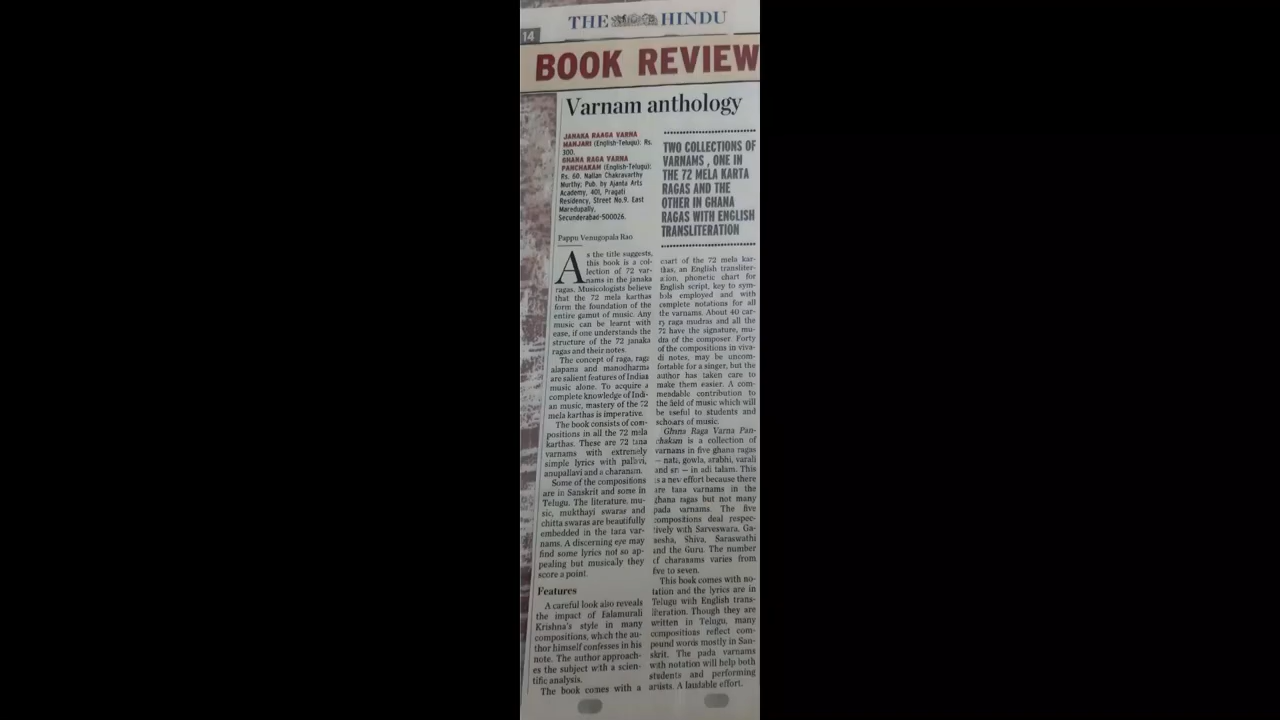 THE HINDU
14
BOOK REVIEW
Varnam anthology
JANAKA RAAGA VARNA
MANJARI (English-Telugu): Rs.
300.
GHANA RAGA VARNA
PANCHAKAM (English-Telugu):
Rs. 60. Nallan Chakravarthy
Murthy; Pub. by Ajanta Arts
Academy, 401, Pragati
Residency, Street No.9. East
Maredupally,
Secunderabad-500026.
Pappu Venugopala Rao
TWO COLLECTIONS OF
VARNAMS , ONE IN
THE 72 MELA KARTA
RAGAS AND THE
OTHER IN GHANA
RAGAS WITH ENGLISH
TRANSLITERATION
As the title suggests,
this book is a col-
lection of 72 var-
nams in the janaka
ragas. Musicologists believe
that the 72 mela karthas
form the foundation of the
entire gamut of music. Any
music can be learnt with
ease, if one understands the
structure of the 72 janaka
ragas and their notes.
The concept of raga, raga
alapana and manodharma
are salient features of Indian
music alone. To acquire a
complete knowledge of Indi-
an music, mastery of the 72
mela karthas is imperative.
The book consists of com-
positions in all the 72 mela
karthas. These are 72 tana
varnams with extremely
simple lyrics with pallavi,
anupallavi and a charanam.
Some of the compositions
are in Sanskrit and some in
Telugu. The literature, mu-
sic, mukthayi swaras and
chitta swaras are beautifully
embedded in the tana var-
nams. A discerning eye may
find some lyrics not so ap-
pealing but musically they
score a point.
Features
A careful look also reveals
the impact of Balamurali
Krishna's style in many
compositions, which the au-
thor himself confesses in his
note. The author approach-
es the subject with a scien-
tific analysis.
The book comes with a
chart of the 72 mela kar-
thas, an English transliter-
ation, phonetic chart for
English script, key to sym-
bols employed and with
complete notations for all
the varnams. About 40 car-
ry raga mudras and all the
72 have the signature, mu-
dra of the composer. Forty
of the compositions in viva-
di notes, may be uncom-
fortable for a singer, but the
author has taken care to
make them easier. A com-
mendable contribution to
the field of music which will
be useful to students and
scholars of music.
Ghana Raga Varna Pan-
chakam is a collection of
varnams in five ghana ragas
— nata, gowla, arabhi, varali
and sri — in adi talam. This
is a new effort because there
are tana varnams in the
ghana ragas but not many
pada varnams. The five
compositions deal respec-
tively with Sarveswara, Ga-
nesha, Shiva, Saraswathi
and the Guru. The number
of charanams varies from
five to seven.
This book comes with no-
tation and the lyrics are in
Telugu with English trans-
literation. Though they are
written in Telugu, many
compositions reflect com-
pound words mostly in San-
skrit. The pada varnams
with notation will help both
students and performing
artists. A laudable effort.